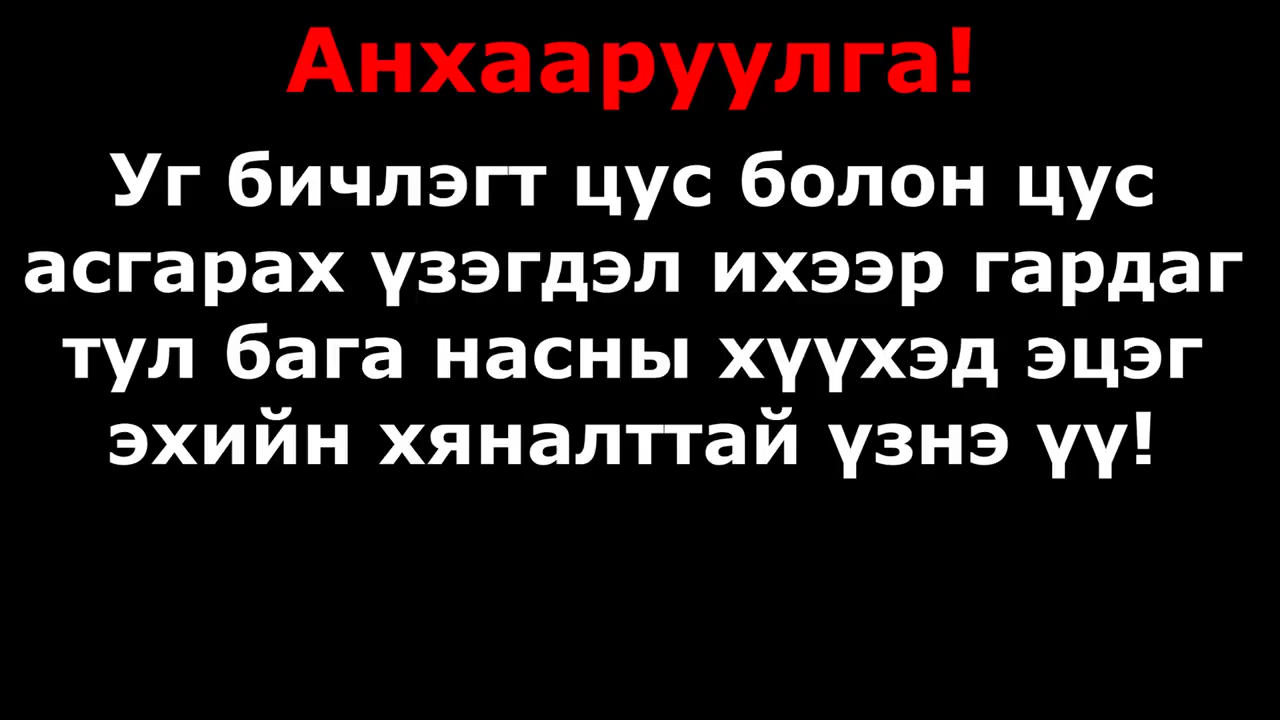 Анхааруулга!
Уг бичлэгт цус болон цус
асгарах үзэгдэл ихээр гардаг
тул бага насны хүүхэд эцэг
эхийн хяналттай үзнэ үү!